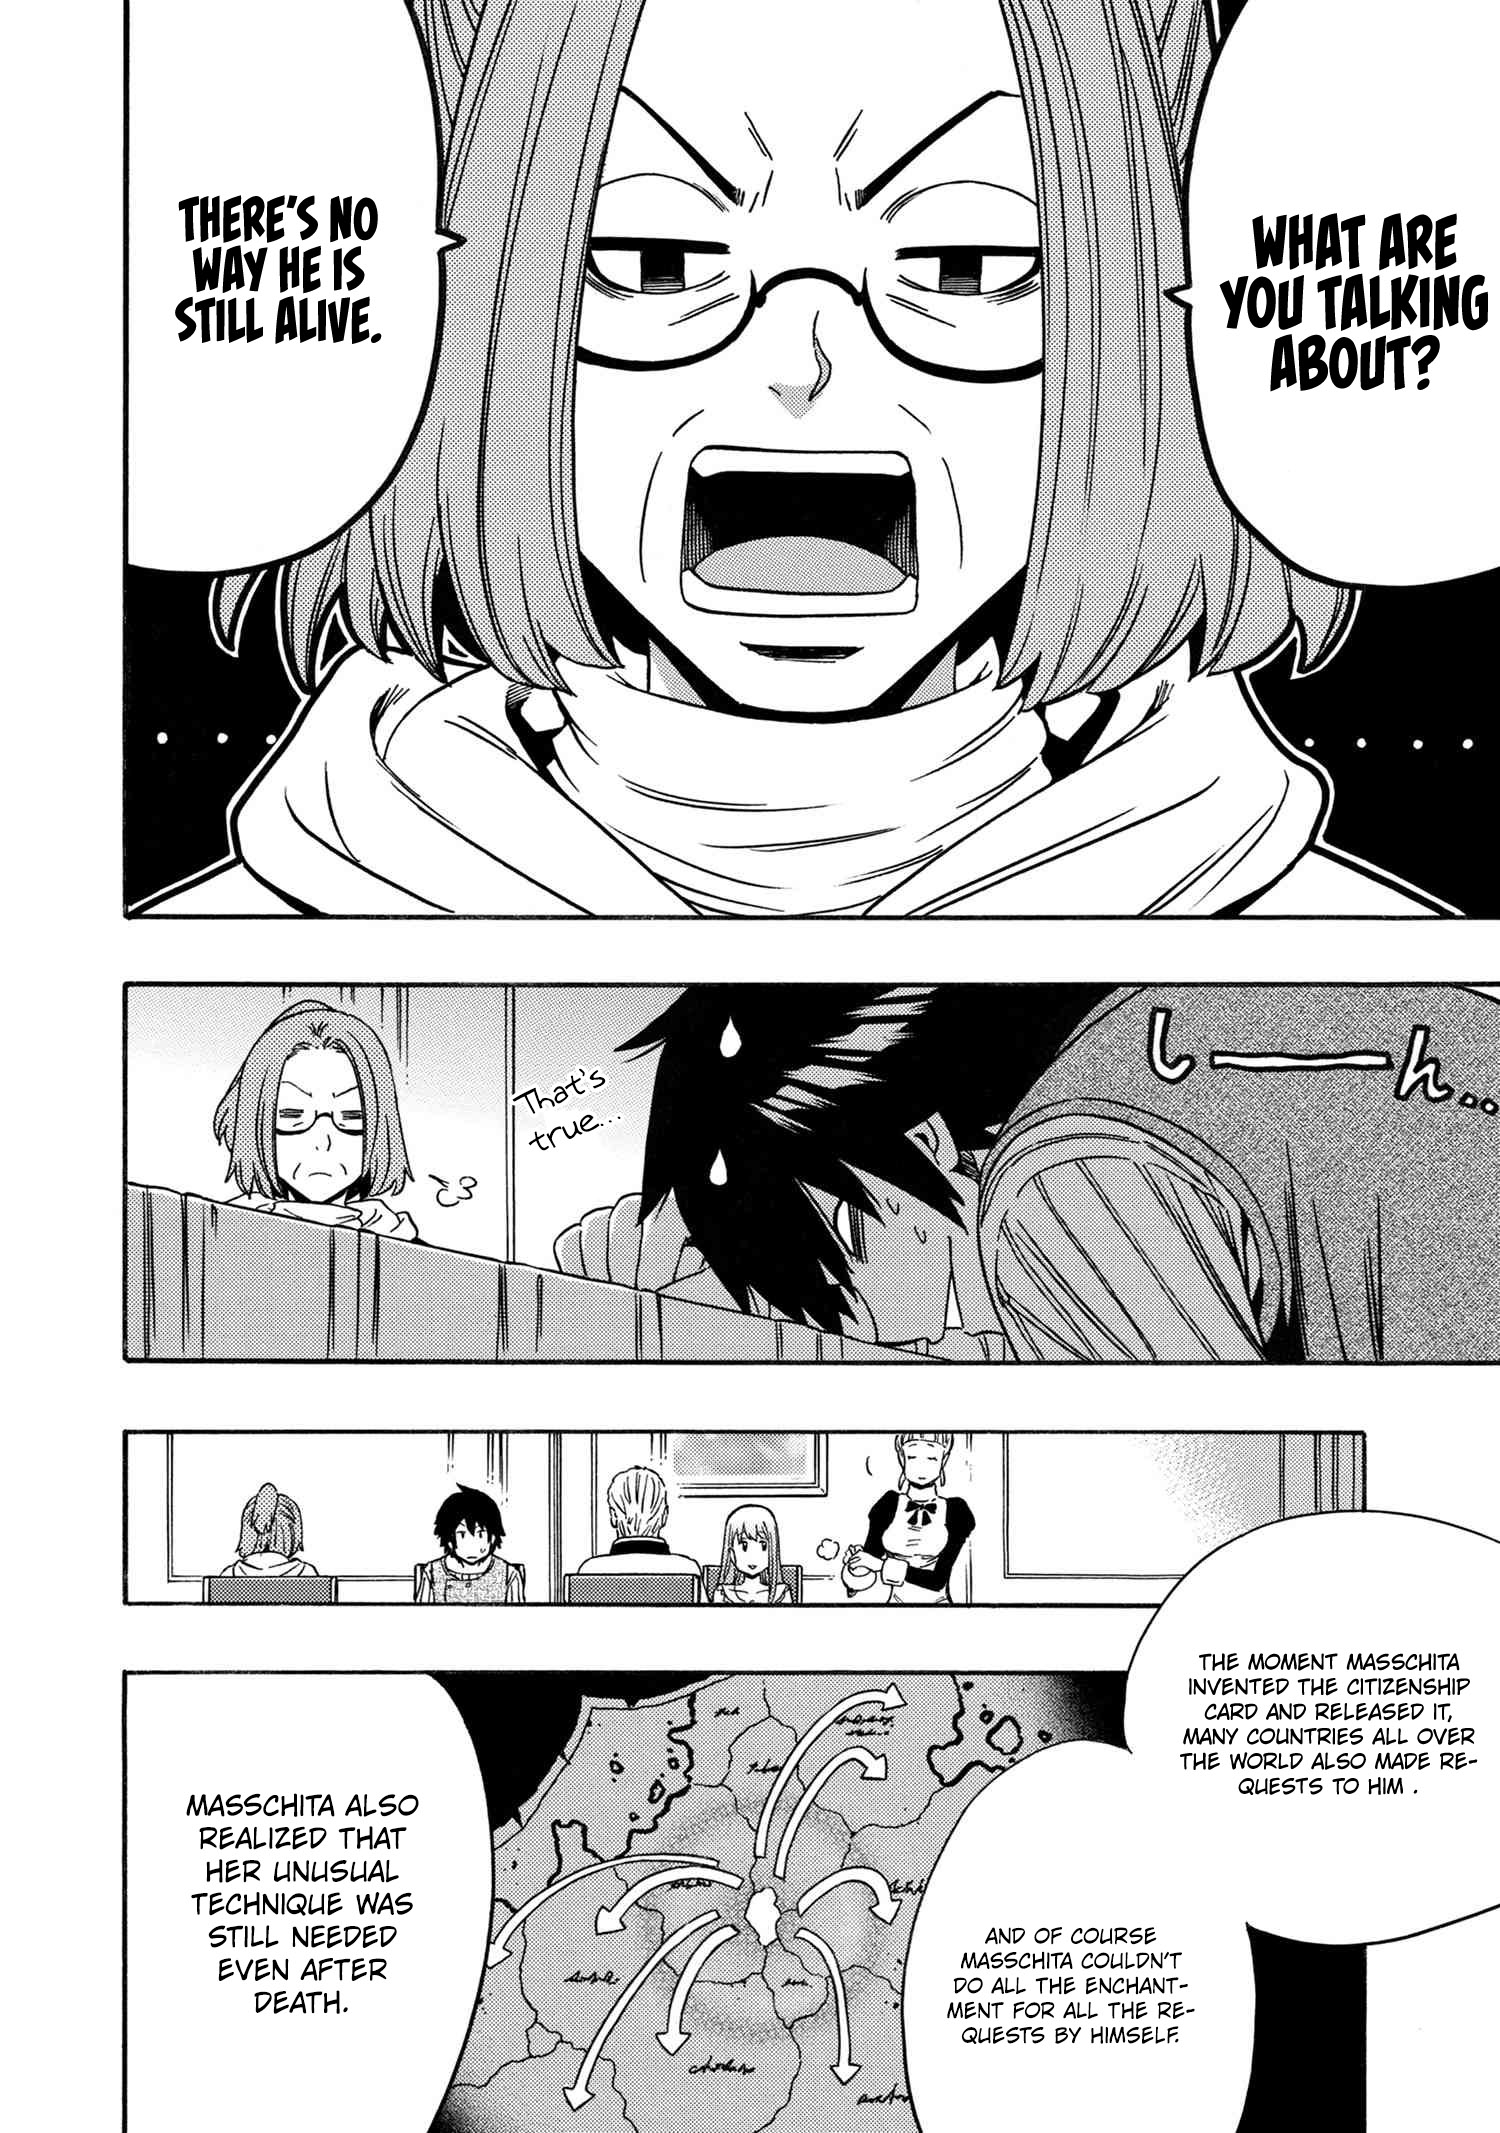 WHAT ARE
YOU TALKING
ABOUT?
THERE'S NO
WAY HE IS
STILL ALIVE.
しーん...
That's
true...
THE MOMENT MASSCHITA
INVENTED THE CITIZENSHIP
CARD AND RELEASED IT,
MANY COUNTRIES ALL OVER
THE WORLD ALSO MADE RE-
QUESTS TO HIM .
AND OF COURSE
MASSCHITA COULDN'T
DO ALL THE ENCHANT-
MENT FOR ALL THE RE-
QUESTS BY HIMSELF.
MASSCHITA ALSO
REALIZED THAT
HER UNUSUAL
TECHNIQUE WAS
STILL NEEDED
EVEN AFTER
DEATH.